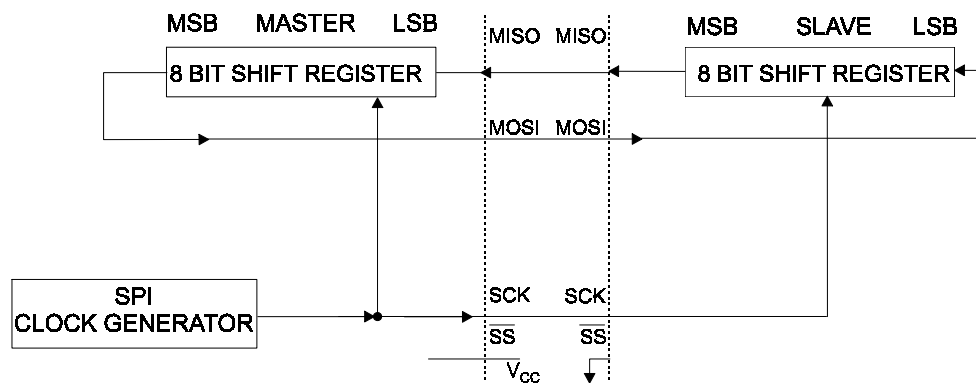 MSB MASTER LSB
MISO MISO
MSB SLAVE LSB
8 BIT SHIFT REGISTER
8 BIT SHIFT REGISTER
MOSI MOSI
SPI
CLOCK GENERATOR
SCK SCK
SS SS
VCC